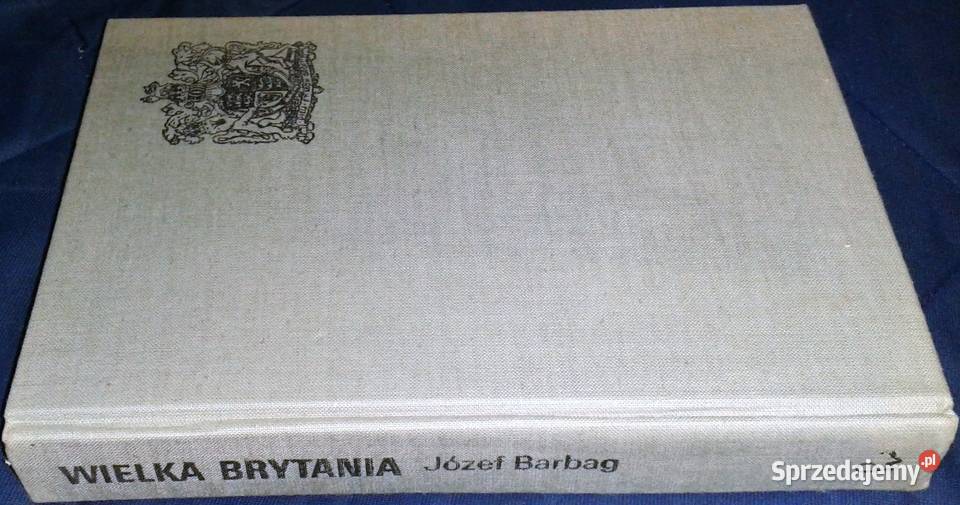 WIELKA BRYTANIA Józef Barbag
Sprzedajemy.pl